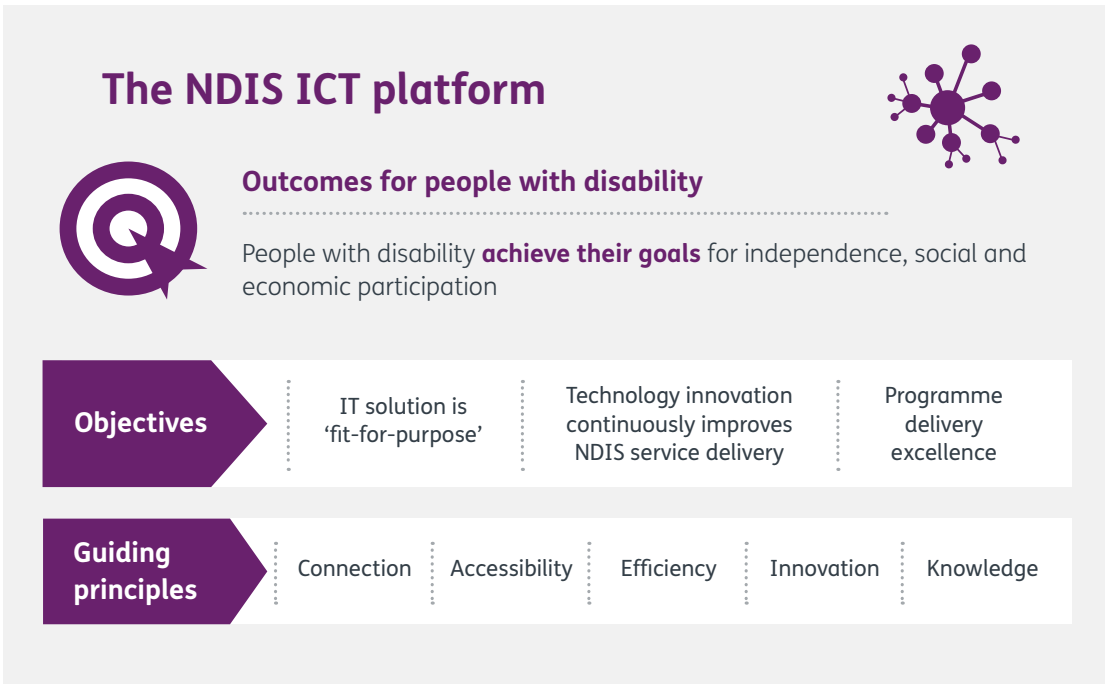 The NDIS ICT platform
Outcomes for people with disability
People with disability achieve their goals for independence, social and
economic participation
Objectives
IT solution is
‘fit-for-purpose’
Technology innovation
continuously improves
NDIS service delivery
Programme
delivery
excellence
Guiding
principles
Connection
Accessibility
Efficiency
Innovation
Knowledge